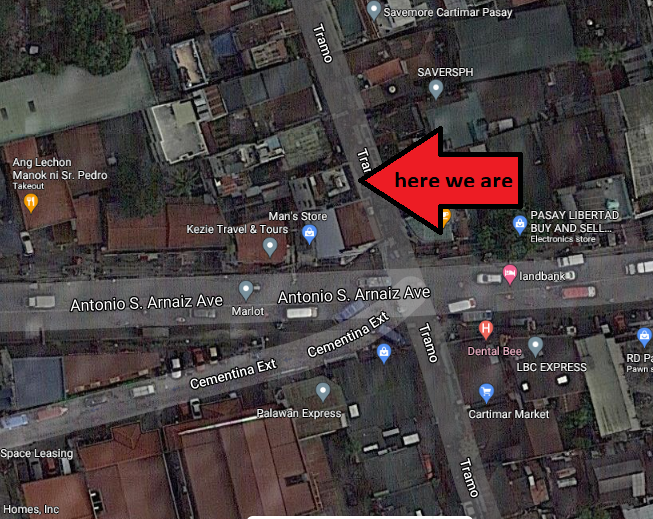 Savemore Cartimar Pasay
Tramo
SAVERSPH
Ang Lechon
Manok ni Sr. Pedro
Takeout
here we are
Man's Store
Kezie Travel & Tours
PASAY LIBERTAD
BUY AND SELL...
Electronics store
landbank
Antonio S. Arnaiz Ave
Antonio S. Arnaiz Ave
Marlot
Cementina Ext
Cementina Ext
Tramo
Dental Bee
LBC EXPRESS
RD Pa
Pawn s
Palawan Express
Cartimar Market
Space Leasing
Tramo
Homes, Inc